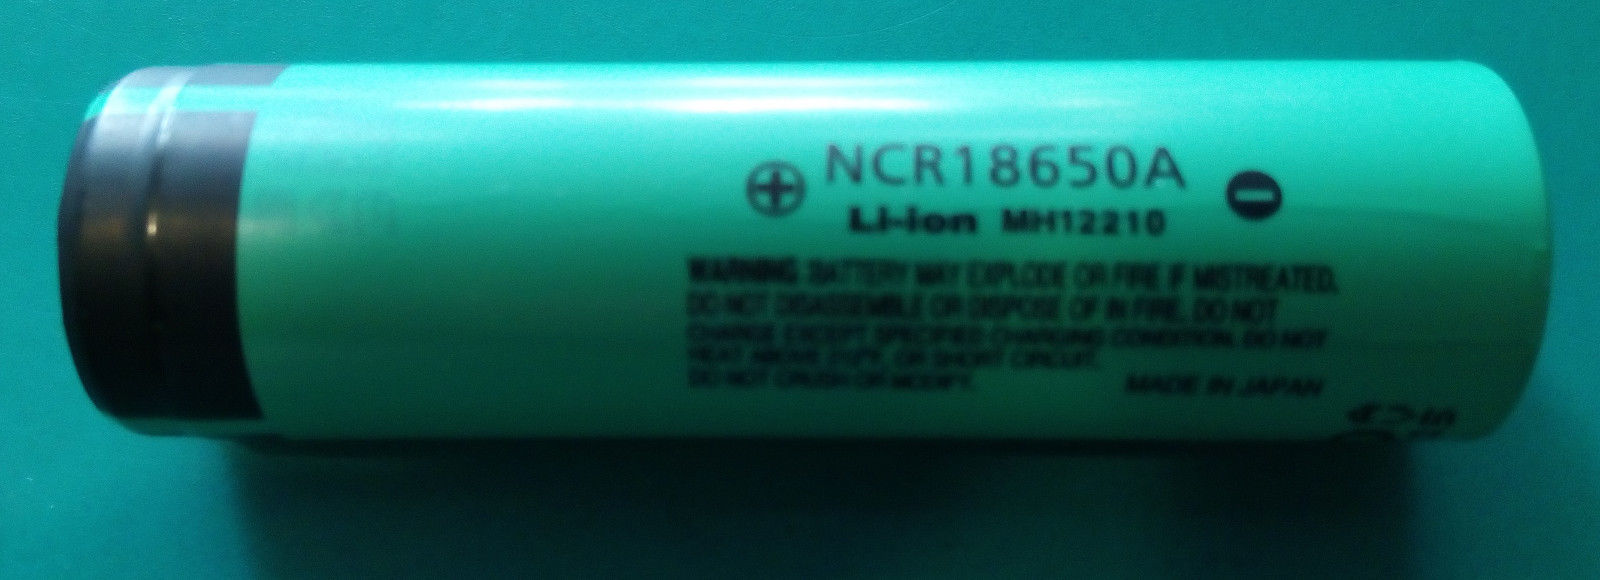 NCR18650A
Li-ion MH12210
WARNING: BATTERY MAY EXPLODE OR FIRE IF MISTREATED.
DO NOT DISASSEMBLE OR DISPOSE OF IN FIRE, DO NOT
CHARGE EXCEPT SPECIFIED CHARGING CONDITION, DO NOT
HEAT ABOVE 212°F, OR SHORT CIRCUIT.
DO NOT CRUSH OR MODIFY.
MADE IN JAPAN